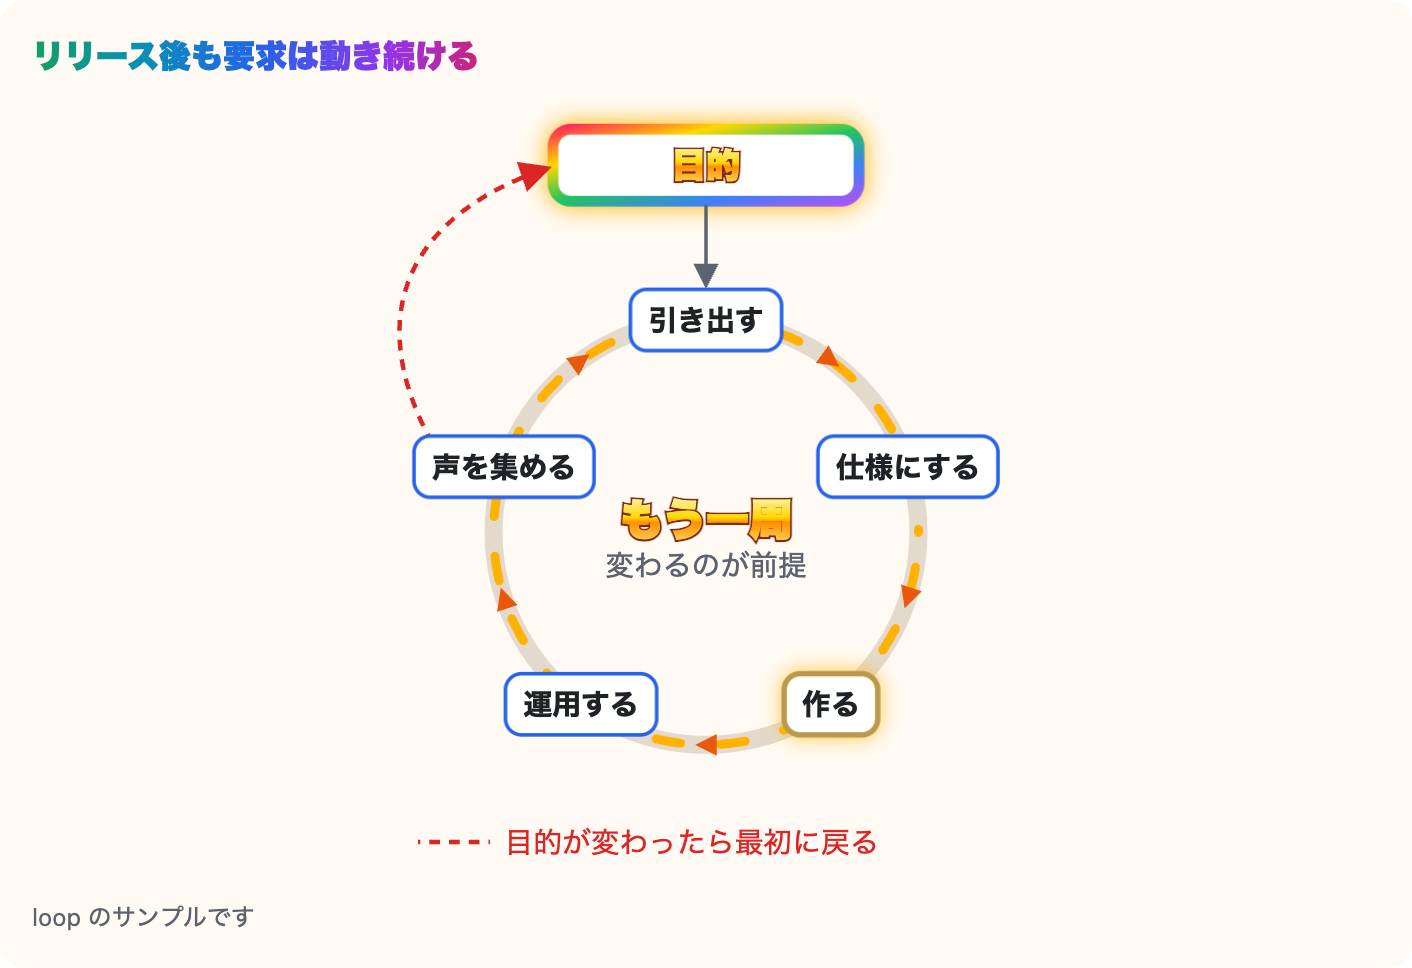 リリース後も要求は動き続ける
目的
引き出す
声を集める
仕様にする
もう一周
変わるのが前提
運用する
作る
目的が変わったら最初に戻る
loop のサンプルです